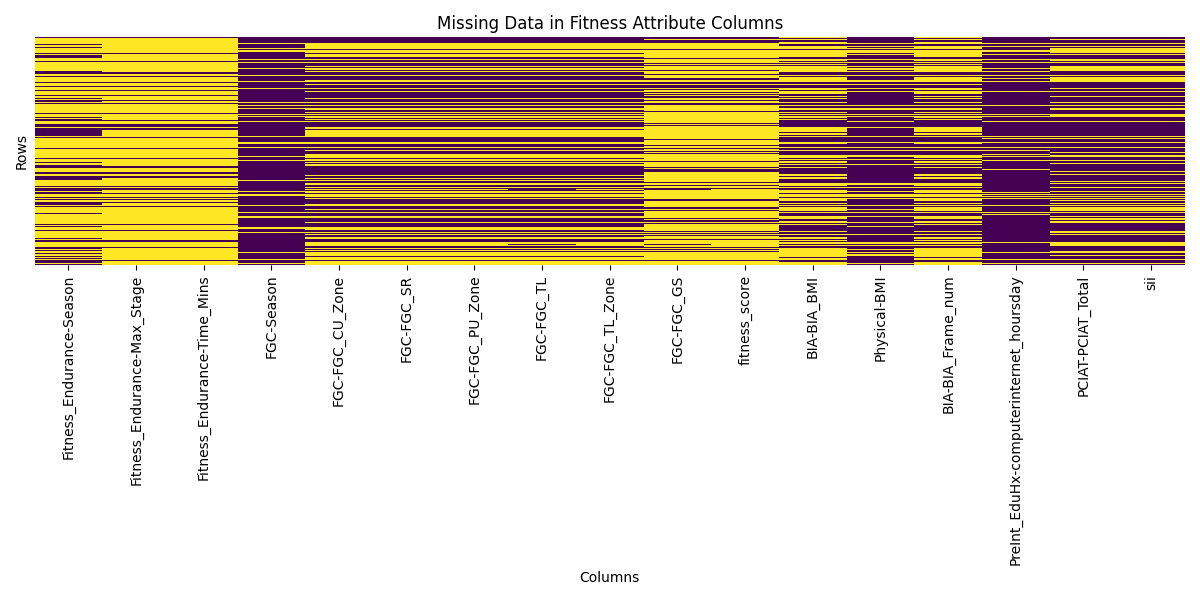 Missing Data in Fitness Attribute Columns
Rows
Fitness_Endurance-Season
Fitness_Endurance-Max_Stage
Fitness_Endurance-Time_Mins
FGC-Season
FGC-FGC_CU_Zone
FGC-FGC_SR
FGC-FGC_PU_Zone
FGC-FGC_TL
FGC-FGC_TL_Zone
FGC-FGC_GS
fitness_score
BIA-BIA_BMI
Physical-BMI
BIA-BIA_Frame_num
PreInt_EduHx-computerinternet_hoursday
PCIAT-PCIAT_Total
sii
Columns